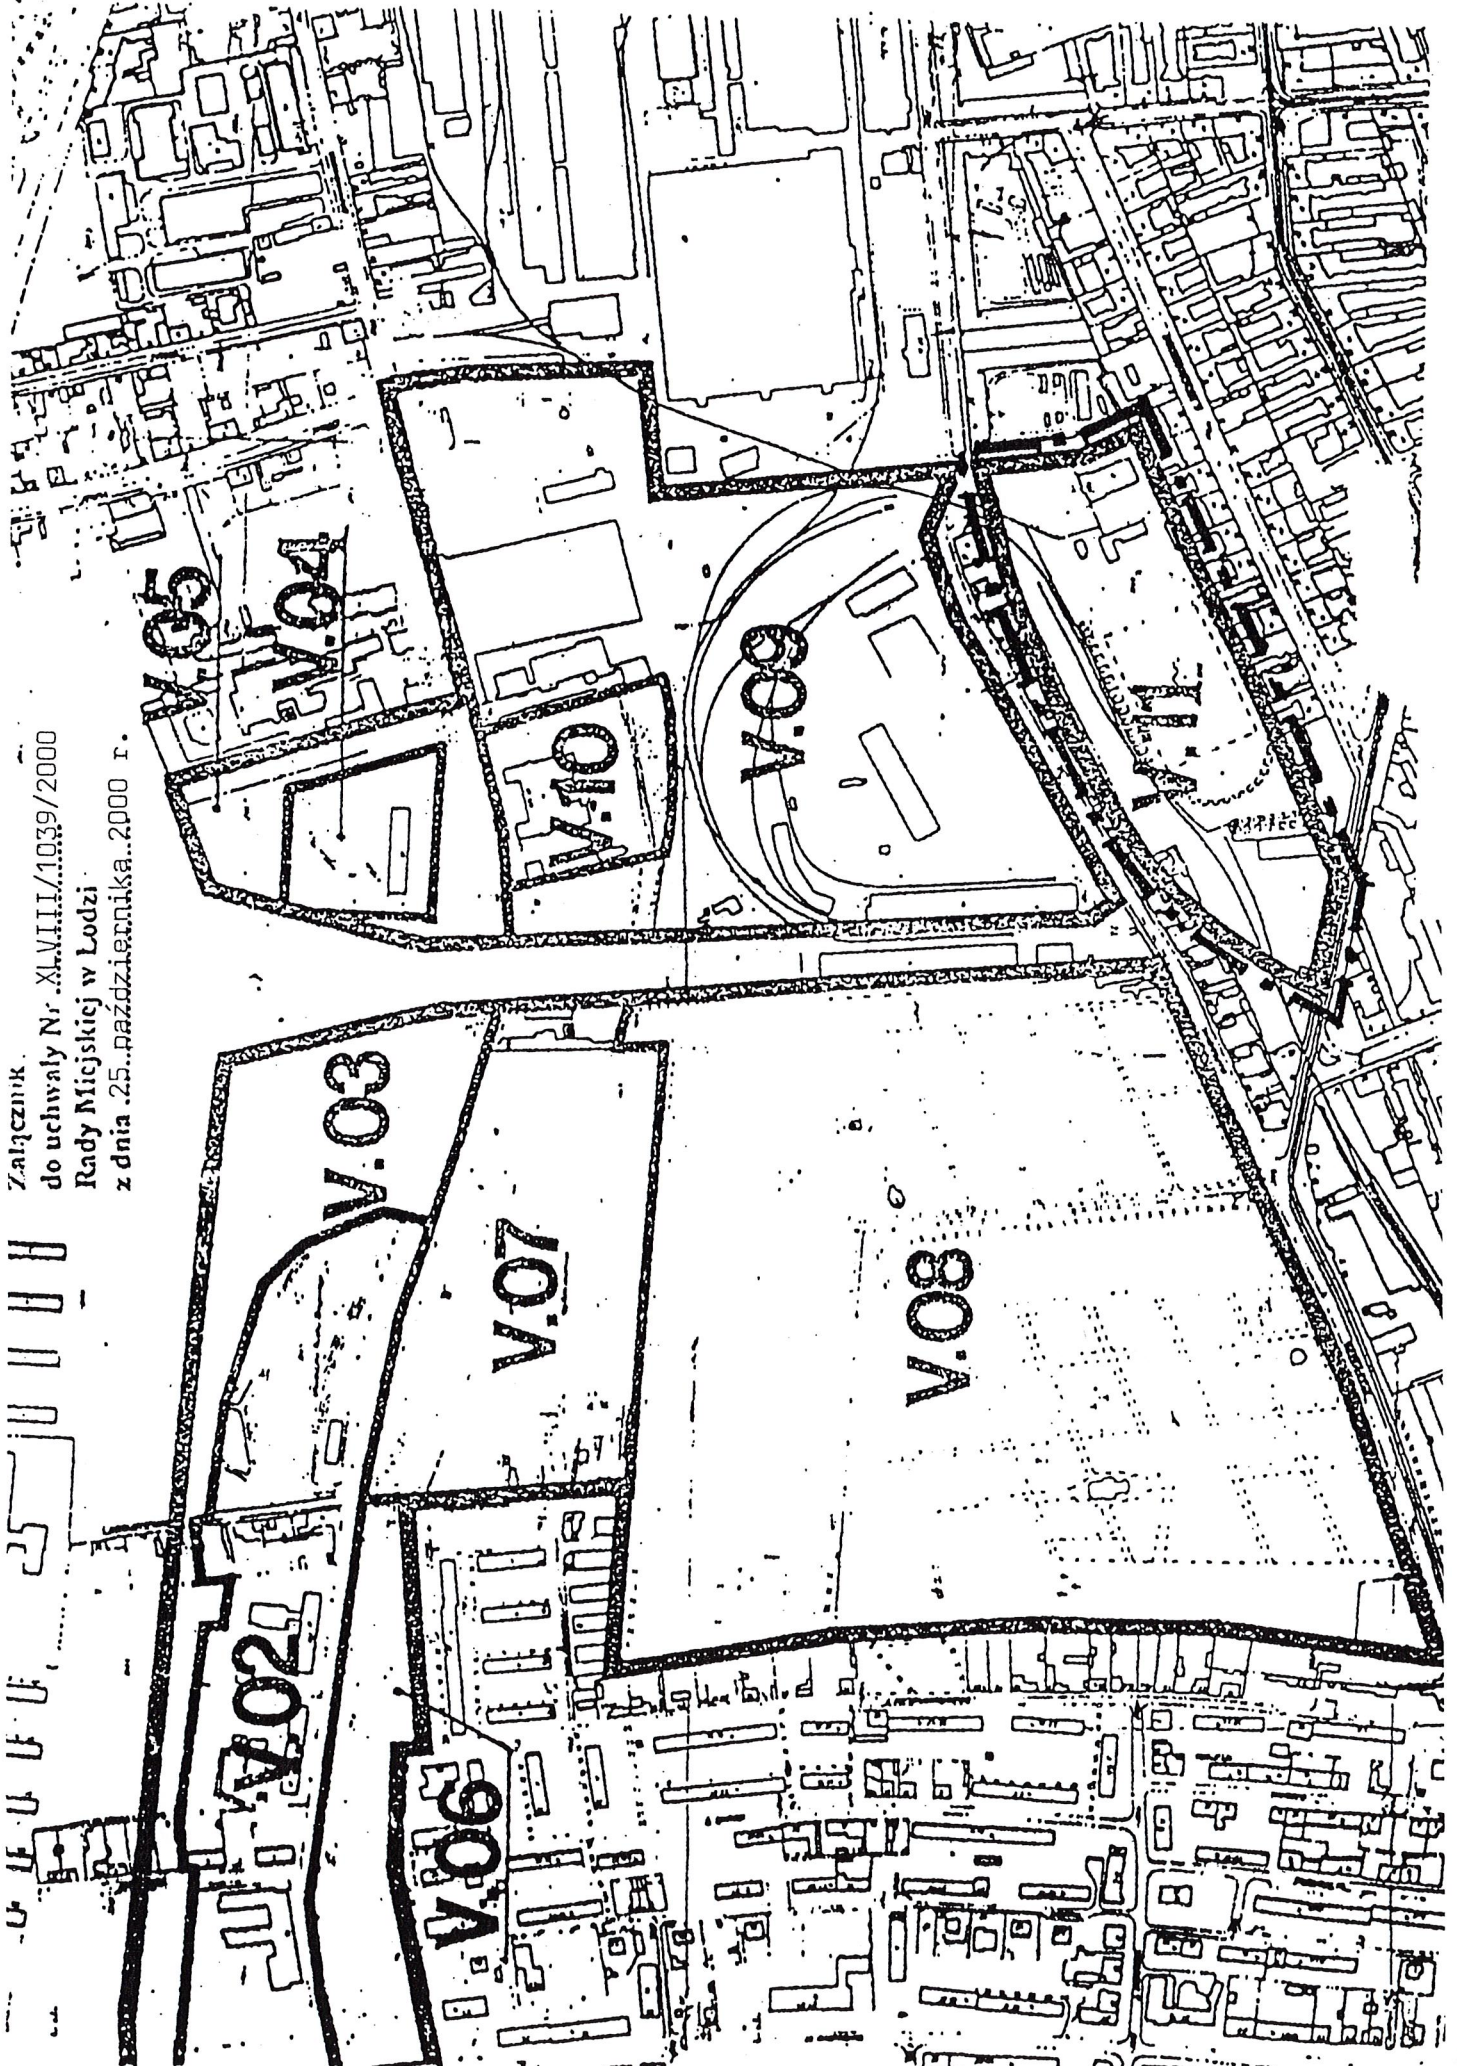 Załącznik
do uchwały Nr XLVIII/1039/2000
Rady Miejskiej w Łodzi
z dnia 25 października 2000 r.
V.02
V.03
V.05
V.04
V.06
V.07
V.10
V.08
V.09
V.11